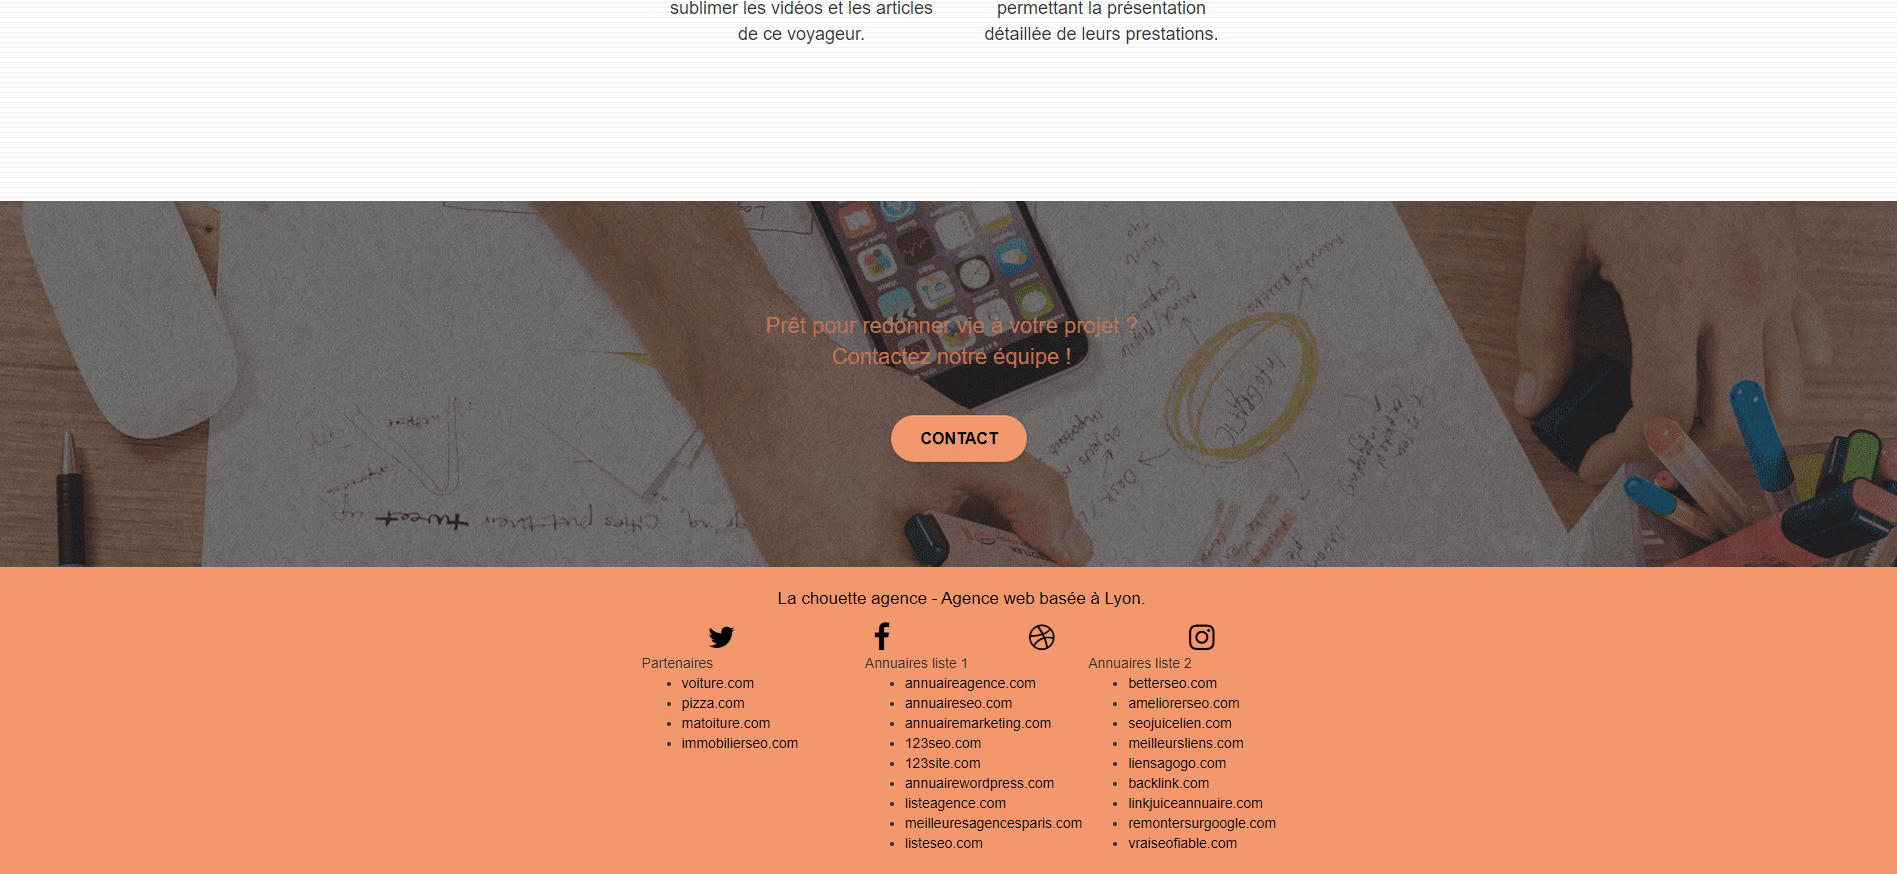 sublimer les vidéos et les articles
de ce voyageur.
permettant la présentation
détaillée de leurs prestations.
Prêt pour redonner vie à votre projet ?
Contactez notre équipe !
CONTACT
La chouette agence - Agence web basée à Lyon.
Partenaires
voiture.com
pizza.com
matoiture.com
immobilierseo.com
Annuaires liste 1
annuaireagence.com
annuaireseo.com
annuairemarketing.com
123seo.com
123site.com
annuairewordpress.com
listeagence.com
meilleuresagencesparis.com
listeseo.com
Annuaires liste 2
betterseo.com
ameliorerseo.com
seojuicelien.com
meilleursliens.com
liensagogo.com
backlink.com
linkjuiceannuaire.com
remontersurgoogle.com
vraiseofiable.com